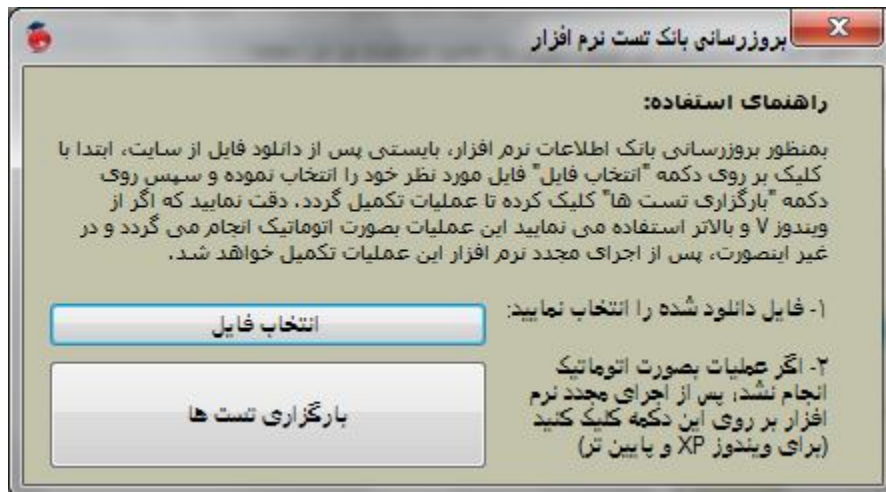 بروزرسانی بانک تست نرم افزار
راهنمای استفاده:
بمنظور بروزرسانی بانک اطلاعات نرم افزار، بایستی پس از دانلود فایل از سایت، ابتدا با
کلیک بر روی دکمه "انتخاب فایل" فایل مورد نظر خود را انتخاب نموده و سپس روی
دکمه "بارگزاری تست ها" کلیک کرده تا عملیات تکمیل گردد. دقت نمایید که اگر از
ویندوز ۷ و بالاتر استفاده می نمایید این عملیات بصورت اتوماتیک انجام می گردد و در
غیر اینصورت، پس از اجرای مجدد نرم افزار این عملیات تکمیل خواهد شد.
۱- فایل دانلود شده را انتخاب نمایید:
انتخاب فایل
۲- اگر عملیات بصورت اتوماتیک
انجام نشد، پس از اجرای مجدد نرم
افزار بر روی این دکمه کلیک کنید
(برای ویندوز XP و پایین تر)
بارگزاری تست ها